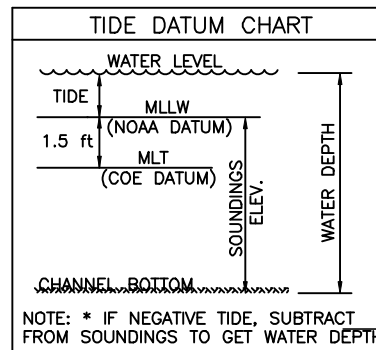 TIDE DATUM CHART
WATER LEVEL
TIDE
MLLW
(NOAA DATUM)
1.5 ft
MLT
(COE DATUM)
SOUNDINGS
ELEV.
WATER DEPTH
CHANNEL BOTTOM
NOTE: * IF NEGATIVE TIDE, SUBTRACT
FROM SOUNDINGS TO GET WATER DEPTH